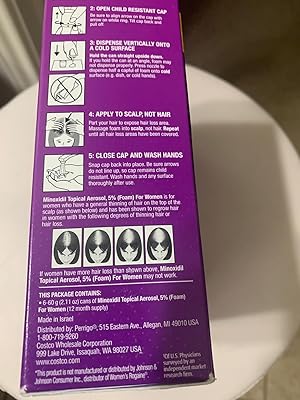 2: OPEN CHILD RESISTANT CAP
Be sure to align arrow on the cap with
arrow on white ring. Tilt cap back and
pull off.
3: DISPENSE VERTICALLY ONTO
A COLD SURFACE
Hold the can straight upside down.
If you hold the can at an angle, foam may
not dispense properly. Press nozzle to
dispense half a capful of foam onto cold
surface (e.g. dish, or cold hands).
4: APPLY TO SCALP, NOT HAIR
Part your hair to expose hair loss area.
Massage foam into scalp, not hair. Repeat
until all hair loss areas have been covered.
5: CLOSE CAP AND WASH HANDS
Snap cap back into place. Be sure arrows
do not line up, so cap remains child
resistant. Wash hands and any surface
thoroughly after use.
Minoxidil Topical Aerosol, 5% (Foam) For Women is for
women who have a general thinning of hair on the top of the
scalp (as shown below) and has been shown to regrow hair
in women with the following degrees of thinning hair or
hair loss.
If women have more hair loss than shown above, Minoxidil
Topical Aerosol, 5% (Foam) For Women may not work.
THIS PACKAGE CONTAINS:
• 6-60 g (2.11 oz) cans of Minoxidil Topical Aerosol, 5% (Foam)
For Women (12 month supply)
Made in Israel
Distributed by: Perrigo®, 515 Eastern Ave., Allegan, MI 49010 USA
1-800-719-9260
Costco Wholesale Corporation
999 Lake Drive, Issaquah, WA 98027 USA
www.costco.com
*This product is not manufactured or distributed by Johnson &
Johnson Consumer Inc., distributor of Women's Rogaine®.
‡Of U.S. Physicians
surveyed by an
independent market
research firm.